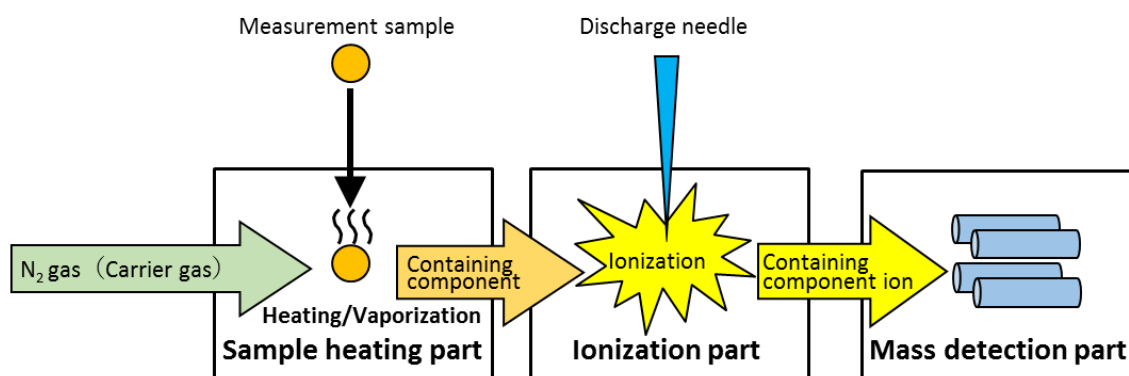 Measurement sample
Discharge needle
N₂ gas（Carrier gas）
Containing
component
Ionization
Containing
component ion
Heating/Vaporization
Sample heating part
Ionization part
Mass detection part